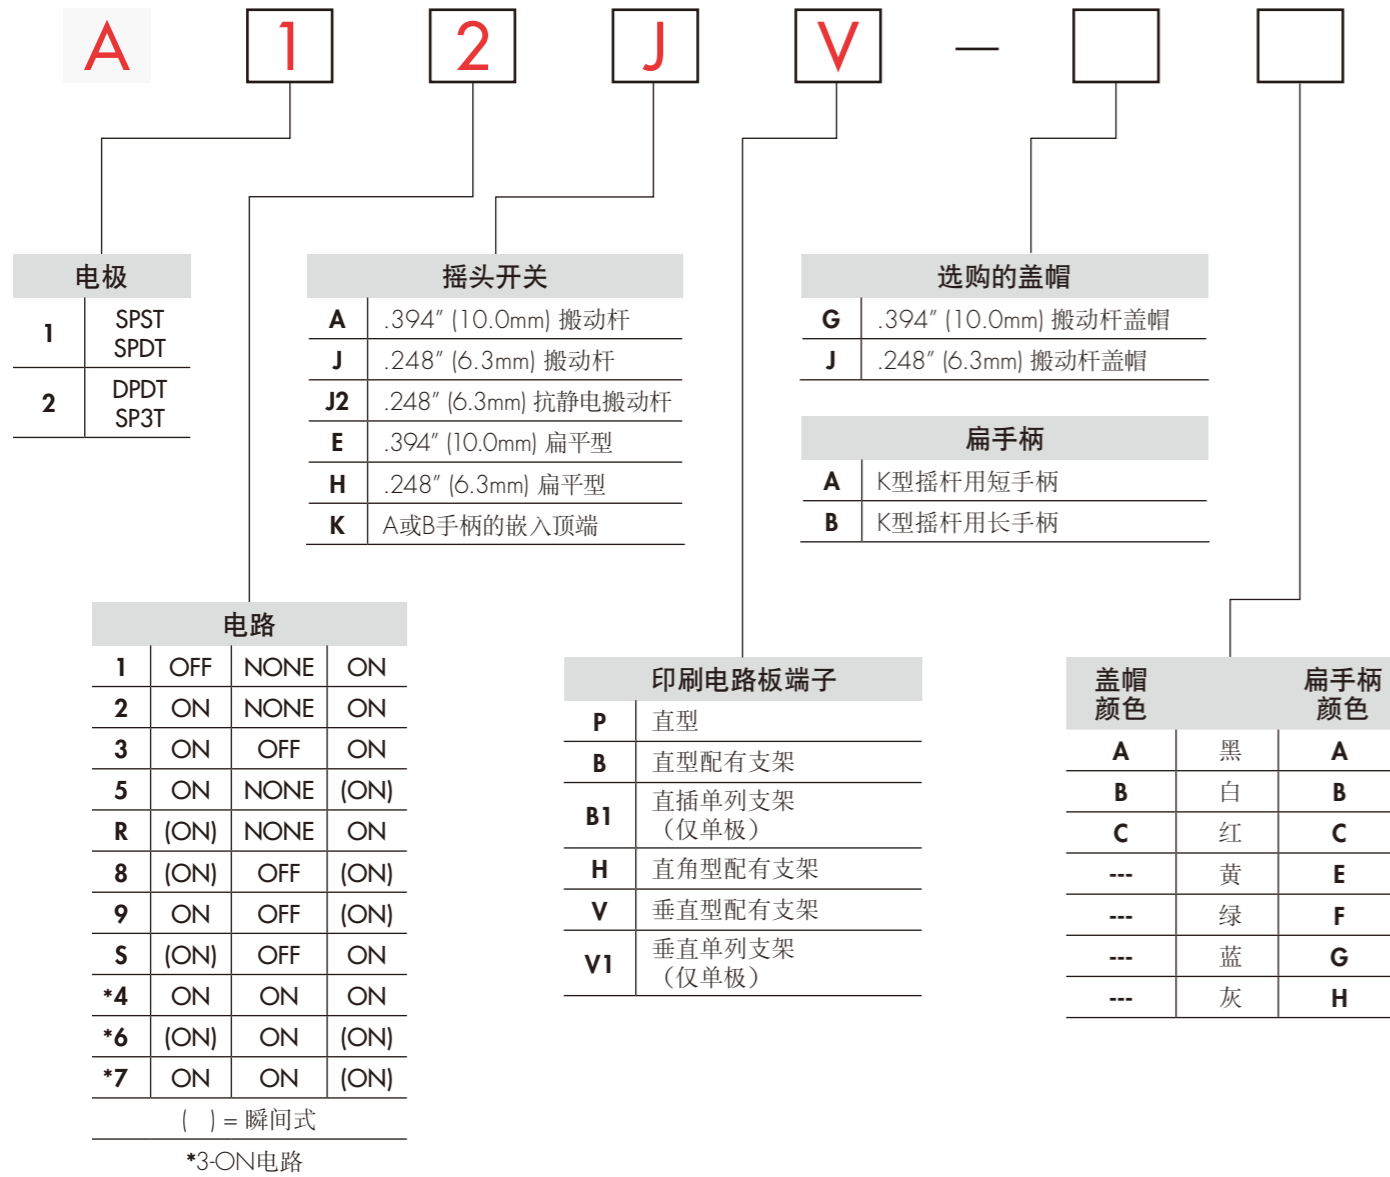 A 1 2 J V —
电极
1 SPST SPDT
2 DPDT SP3T
摇头开关
A .394" (10.0mm) 搬动杆
J .248" (6.3mm) 搬动杆
J2 .248" (6.3mm) 抗静电搬动杆
E .394" (10.0mm) 扁平型
H .248" (6.3mm) 扁平型
K A或B手柄的嵌入顶端
选购的盖帽
G .394" (10.0mm) 搬动杆盖帽
J .248" (6.3mm) 搬动杆盖帽
扁手柄
A K型摇杆用短手柄
B K型摇杆用长手柄
电路
1 OFF NONE ON
2 ON NONE ON
3 ON OFF ON
5 ON NONE (ON)
R (ON) NONE ON
8 (ON) OFF (ON)
9 ON OFF (ON)
S (ON) OFF ON
*4 ON ON ON
*6 (ON) ON (ON)
*7 ON ON (ON)
( ) = 瞬间式
*3-ON电路
印刷电路板端子
P 直型
B 直型配有支架
B1 直插单列支架
（仅单极）
H 直角型配有支架
V 垂直型配有支架
V1 垂直单列支架
（仅单极）
盖帽 扁手柄
颜色 颜色
A 黑 A
B 白 B
C 红 C
--- 黄 E
--- 绿 F
--- 蓝 G
--- 灰 H